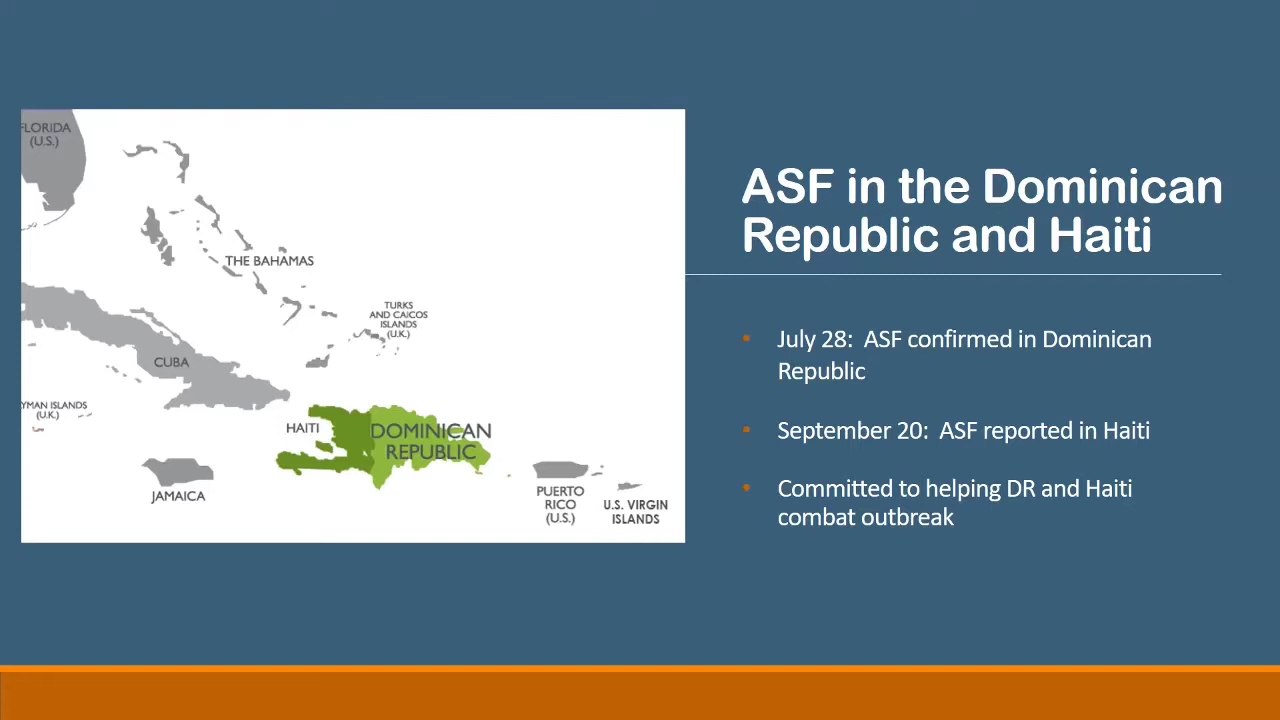 FLORIDA
(U.S.)
THE BAHAMAS
TURKS
AND CAICOS
ISLANDS
(U.K.)
CUBA
YMAN ISLANDS
(U.K.)
HAITI
DOMINICAN
REPUBLIC
JAMAICA
PUERTO
RICO
(U.S.)
U.S. VIRGIN
ISLANDS
ASF in the Dominican
Republic and Haiti
• July 28: ASF confirmed in Dominican
Republic
• September 20: ASF reported in Haiti
• Committed to helping DR and Haiti
combat outbreak